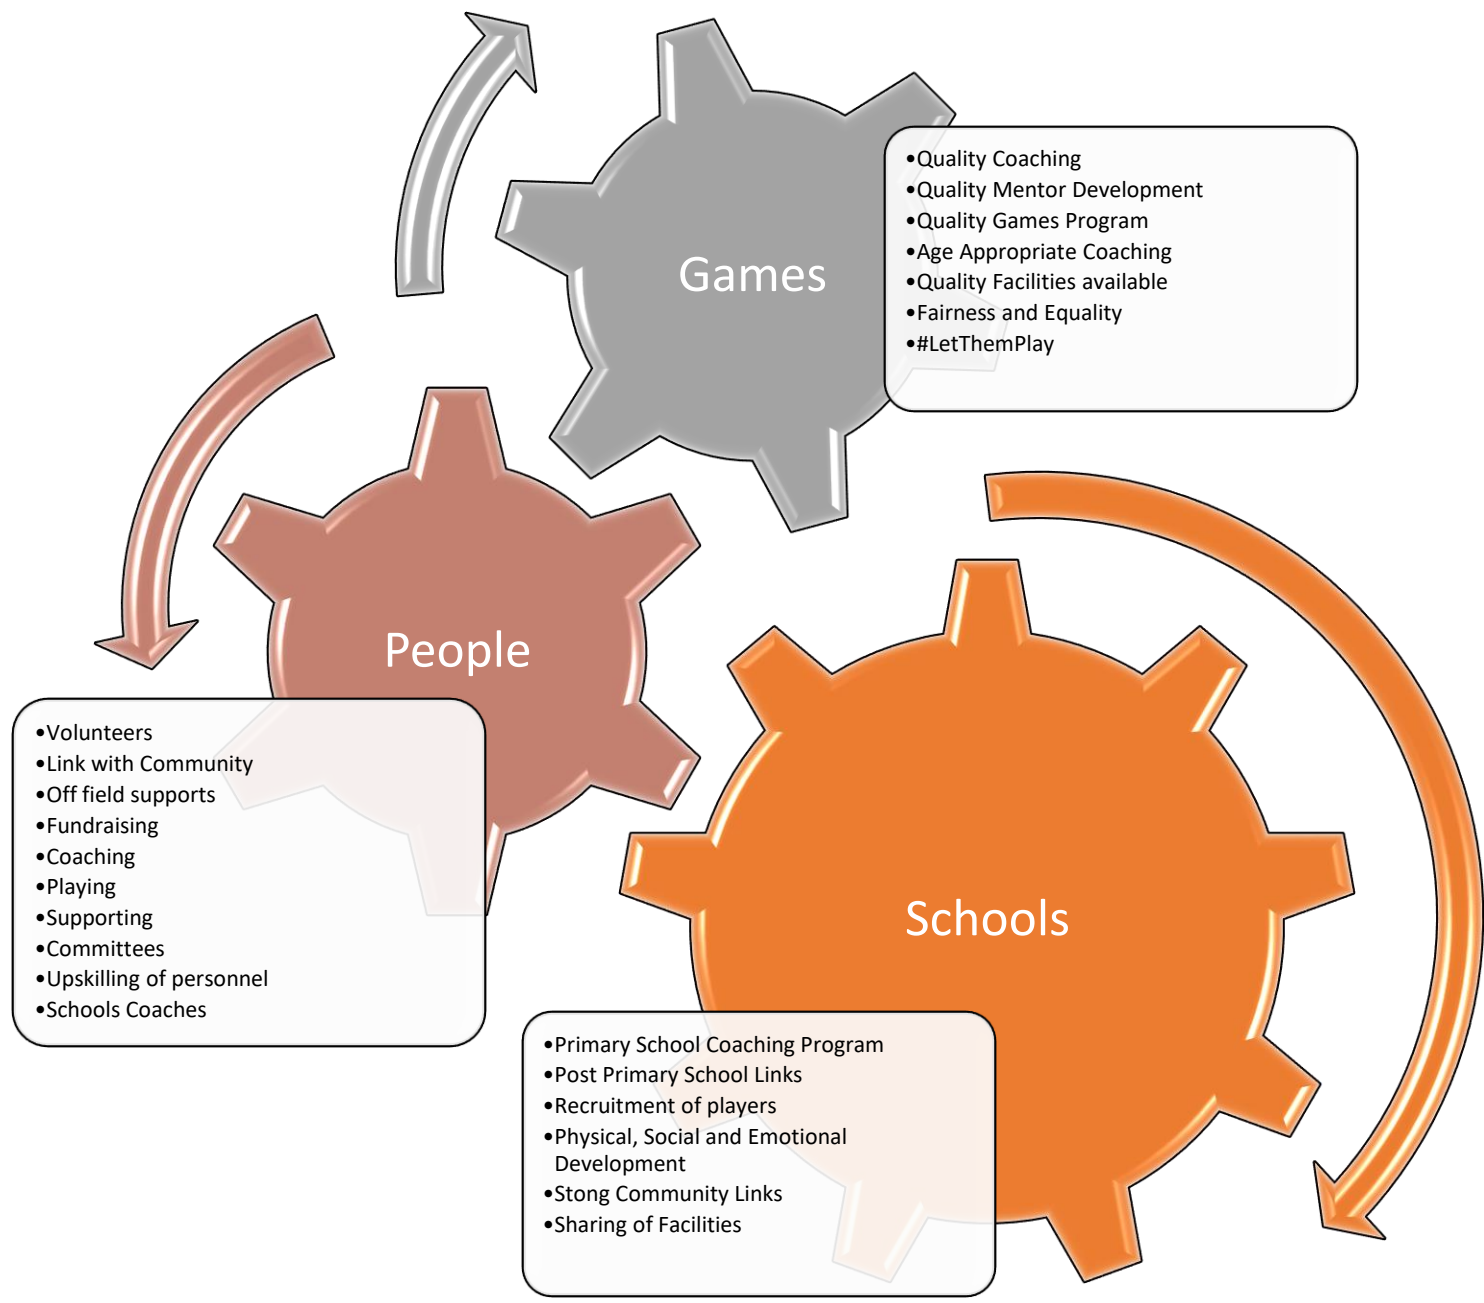 Games
•Quality Coaching
•Quality Mentor Development
•Quality Games Program
•Age Appropriate Coaching
•Quality Facilities available
•Fairness and Equality
•#LetThemPlay
People
•Volunteers
•Link with Community
•Off field supports
•Fundraising
•Coaching
•Playing
•Supporting
•Committees
•Upskilling of personnel
•Schools Coaches
Schools
•Primary School Coaching Program
•Post Primary School Links
•Recruitment of players
•Physical, Social and Emotional
Development
•Stong Community Links
•Sharing of Facilities